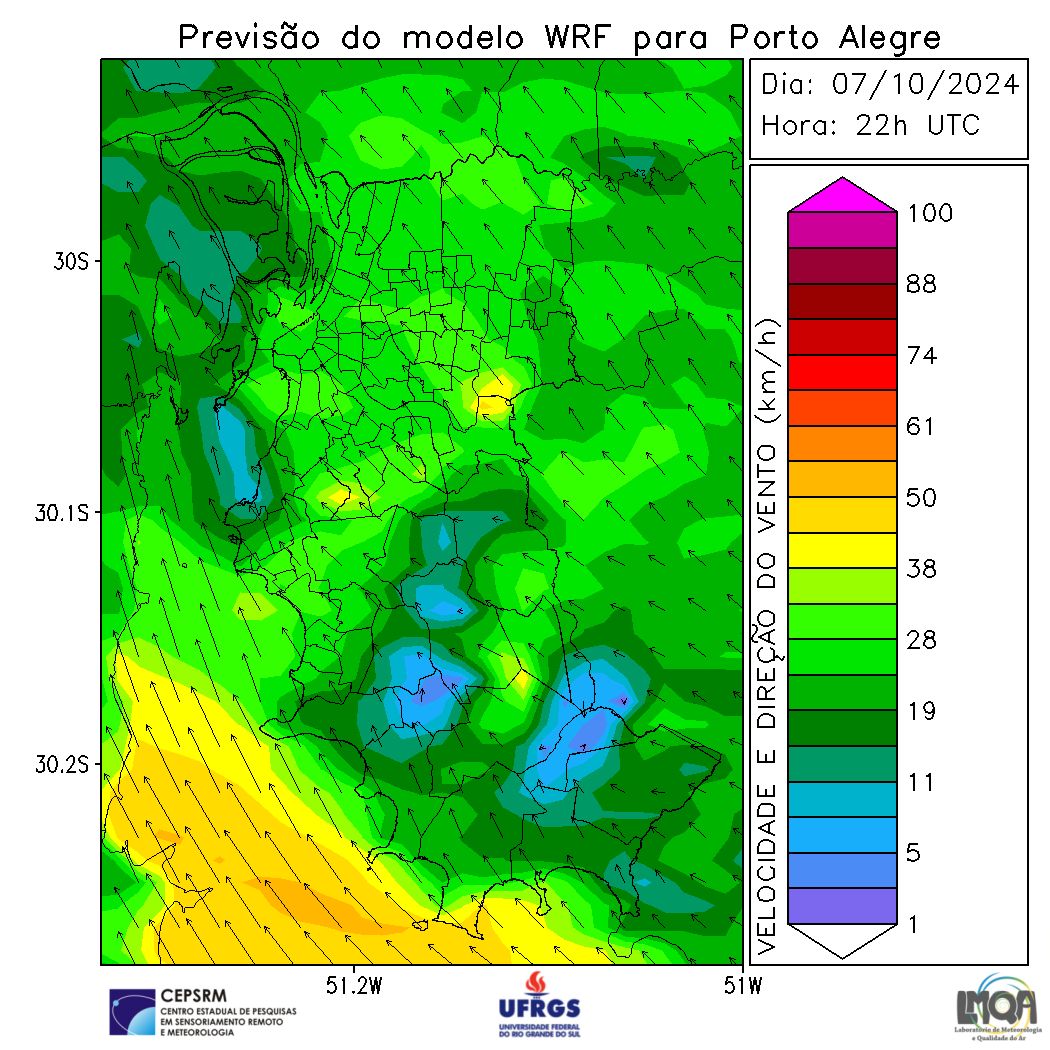 Previsão do modelo WRF para Porto Alegre
Dia: 07/10/2024
Hora: 22h UTC
30S
30.1S
30.2S
51.2W
51W
VELOCIDADE E DIREÇÃO DO VENTO (km/h)
100
88
74
61
50
38
28
19
11
5
1
CEPSRM
CENTRO ESTADUAL DE PESQUISAS
EM SENSORIAMENTO REMOTO
E METEOROLOGIA
UFRGS
UNIVERSIDADE FEDERAL
DO RIO GRANDE DO SUL
LMQA
Laboratório de Meteorologia
e Qualidade do Ar